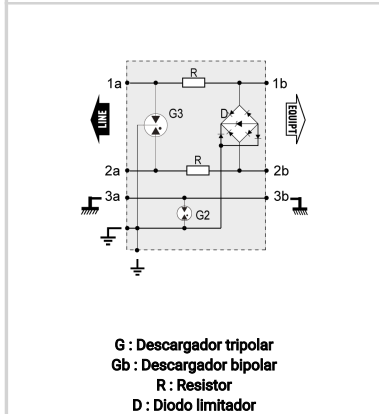 R
1a 1b
G3 D
LINE EQUIPT
R
2a 2b
3a 3b
G2
G : Descargador tripolar
Gb : Descargador bipolar
R : Resistor
D : Diodo limitador